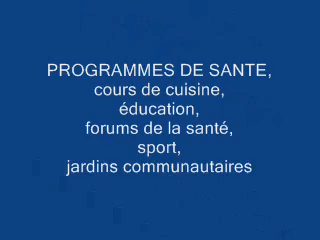 PROGRAMMES DE SANTE,
cours de cuisine,
éducation,
forums de la santé,
sport,
jardins communautaires